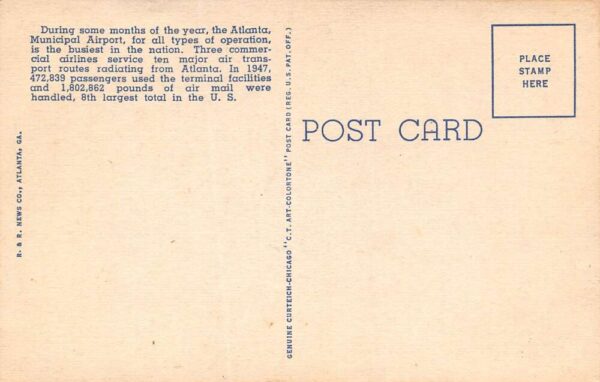 During some months of the year, the Atlanta,
Municipal Airport, for all types of operation,
is the busiest in the nation. Three commer-
cial airlines service ten major air trans-
port routes radiating from Atlanta. In 1947,
472,839 passengers used the terminal facilities
and 1,802,862 pounds of air mail were
handled, 8th largest total in the U. S.
R. & R. NEWS CO., ATLANTA, GA.
GENUINE CURTEICH-CHICAGO "C.T. ART-COLORTONE" POST CARD (REG. U.S. PAT. OFF.)
POST CARD
PLACE
STAMP
HERE